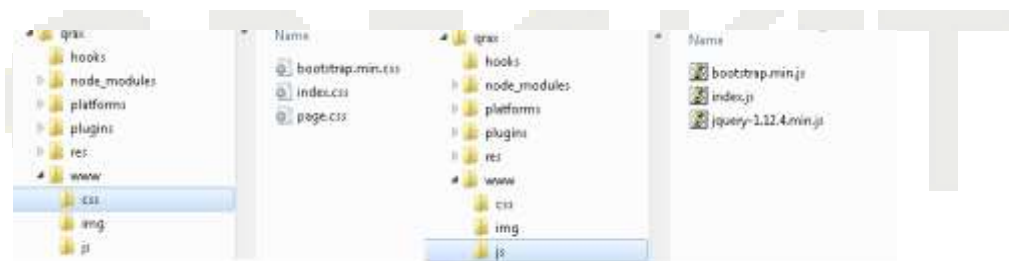 qrax
hooks
node_modules
platforms
plugins
res
www
css
img
js
Name
bootstrap.min.css
index.css
page.css
qrax
hooks
node_modules
platforms
plugins
res
www
css
img
js
Name
bootstrap.min.js
index.js
jquery-1.12.4.min.js